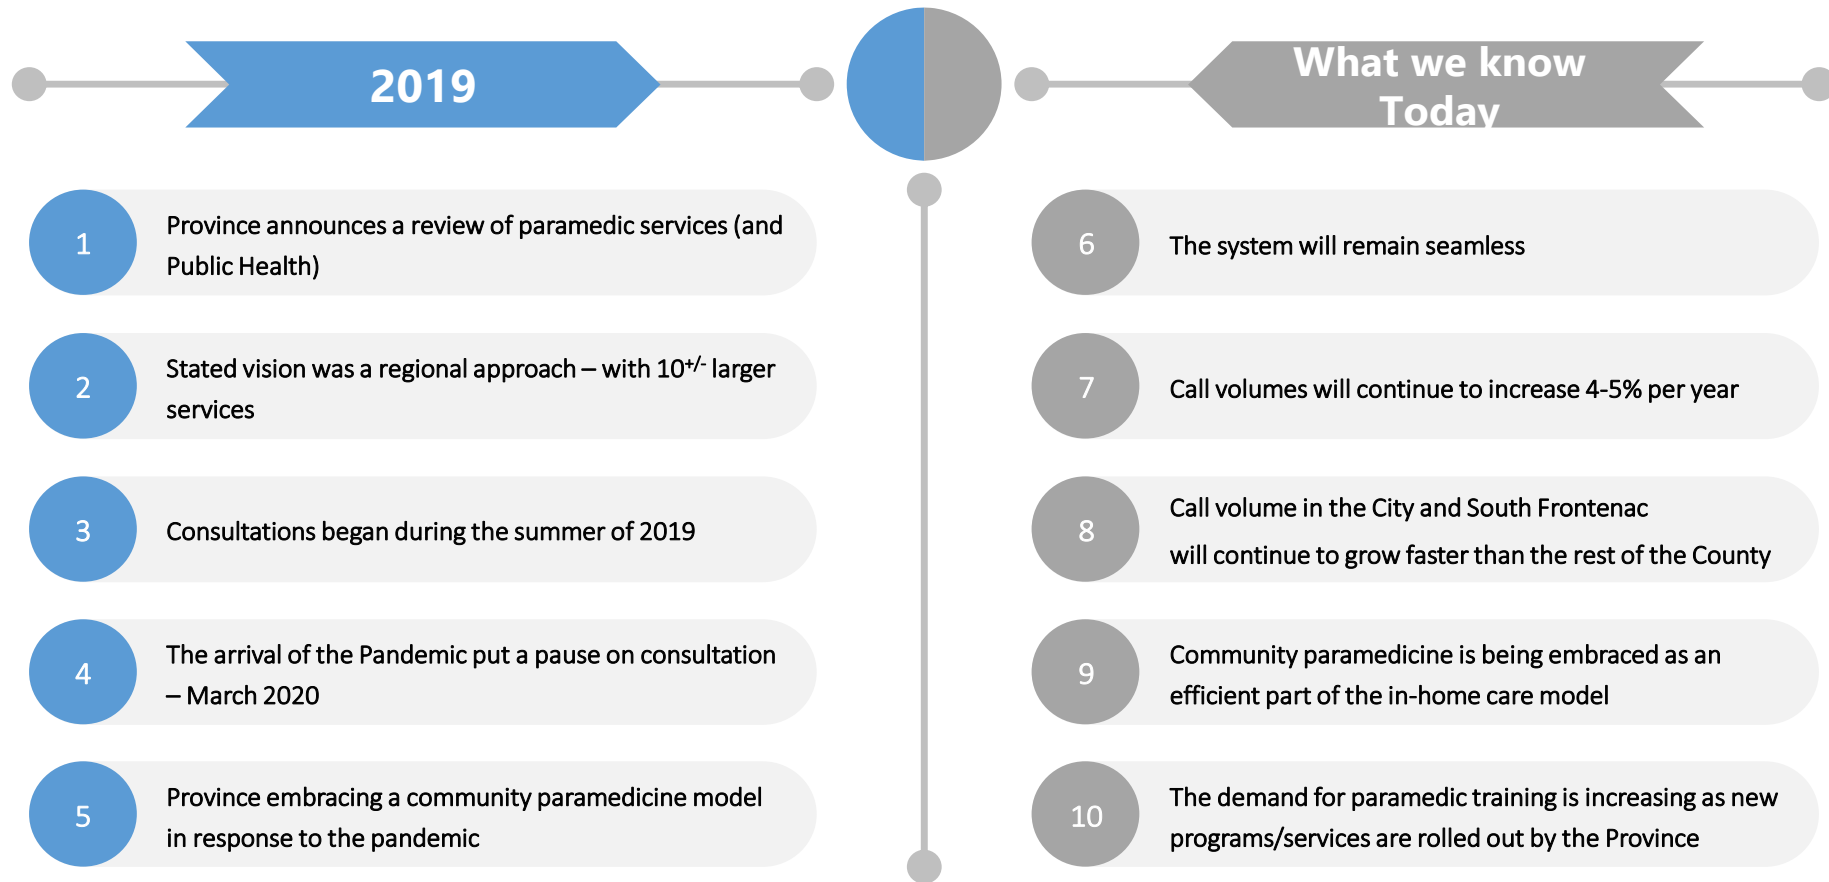 2019
1
Province announces a review of paramedic services (and
Public Health)
2
Stated vision was a regional approach – with 10+/- larger
services
3
Consultations began during the summer of 2019
4
The arrival of the Pandemic put a pause on consultation
– March 2020
5
Province embracing a community paramedicine model
in response to the pandemic
What we know
Today
6
The system will remain seamless
7
Call volumes will continue to increase 4-5% per year
8
Call volume in the City and South Frontenac
will continue to grow faster than the rest of the County
9
Community paramedicine is being embraced as an
efficient part of the in-home care model
10
The demand for paramedic training is increasing as new
programs/services are rolled out by the Province